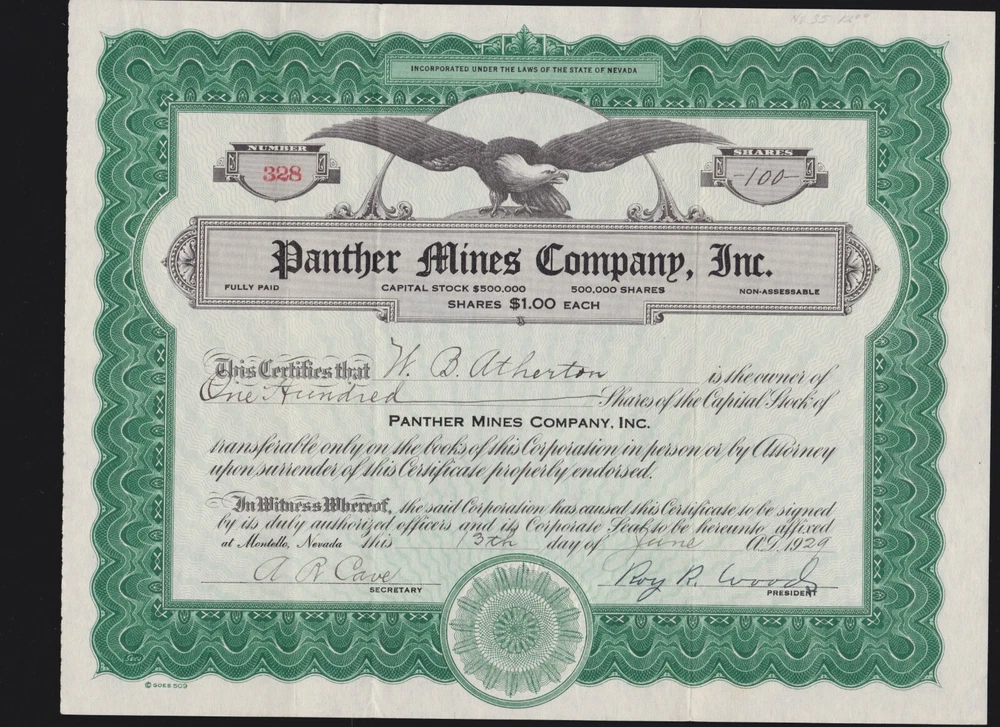 INCORPORATED UNDER THE LAWS OF THE STATE OF NEVADA
NUMBER
328
SHARES
-100-
Panther Mines Company, Inc.
FULLY PAID CAPITAL STOCK $500.000 500,000 SHARES NON-ASSESSABLE
SHARES $1.00 EACH
This Certifies that W. B. Atherton is the owner of
One Hundred Shares of the Capital Stock of
PANTHER MINES COMPANY, INC.
transferable only on the books of this Corporation in person or by Attorney
upon surrender of this Certificate properly endorsed.
In Witness Whereof, the said Corporation has caused this Certificate to be signed
by its duly authorized officers and its Corporate Seal to be hereunto affixed
at Montello, Nevada this 13th day of June A.D. 1929
A R Cave Roy R. Woods
SECRETARY PRESIDENT
© GOES 509